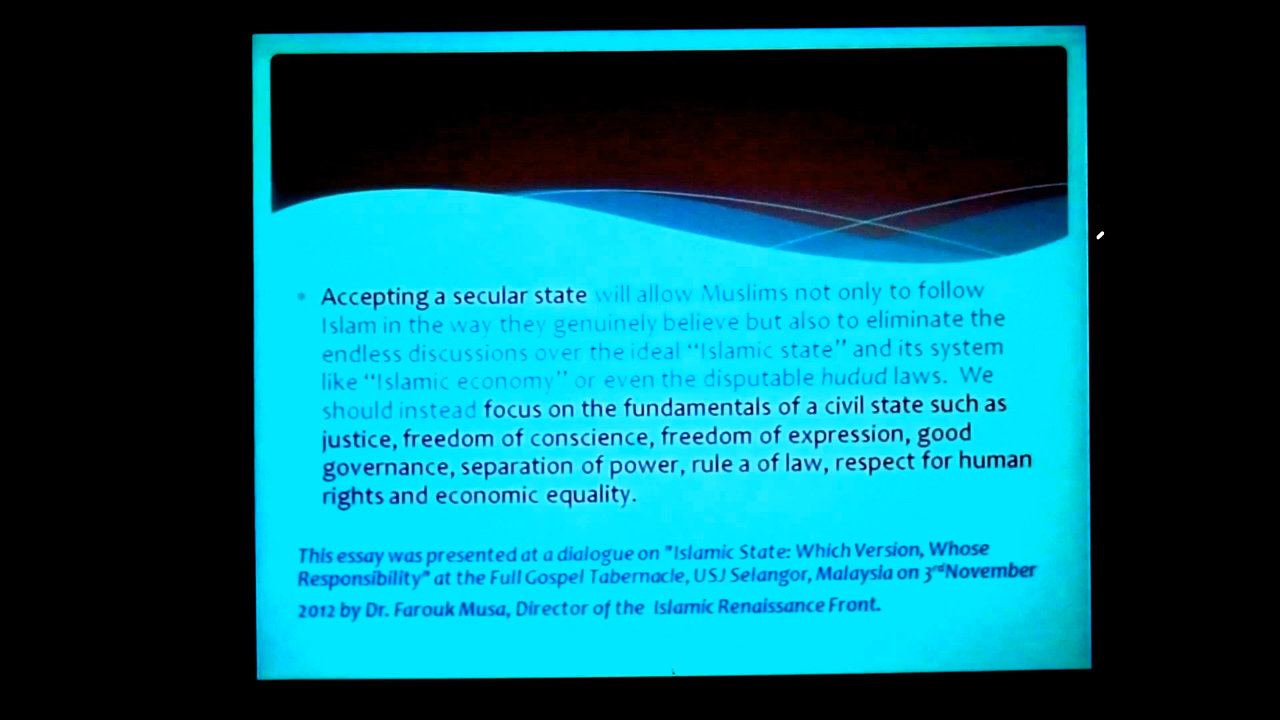 Accepting a secular state will allow Muslims not only to follow
Islam in the way they genuinely believe but also to eliminate the
endless discussions over the ideal “Islamic state” and its system
like “Islamic economy” or even the disputable hudud laws. We
should instead focus on the fundamentals of a civil state such as
justice, freedom of conscience, freedom of expression, good
governance, separation of power, rule a of law, respect for human
rights and economic equality.
This essay was presented at a dialogue on "Islamic State: Which Version, Whose
Responsibility" at the Full Gospel Tabernacle, USJ Selangor, Malaysia on 3rdNovember
2012 by Dr. Farouk Musa, Director of the Islamic Renaissance Front.